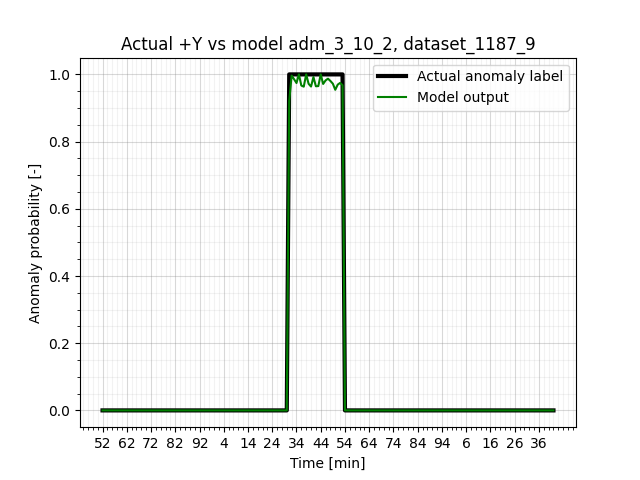 Actual +Y vs model adm_3_10_2, dataset_1187_9
Actual anomaly label
Model output
Anomaly probability [-]
1.0
0.8
0.6
0.4
0.2
0.0
52 62 72 82 92 4 14 24 34 44 54 64 74 84 94 6 16 26 36
Time [min]